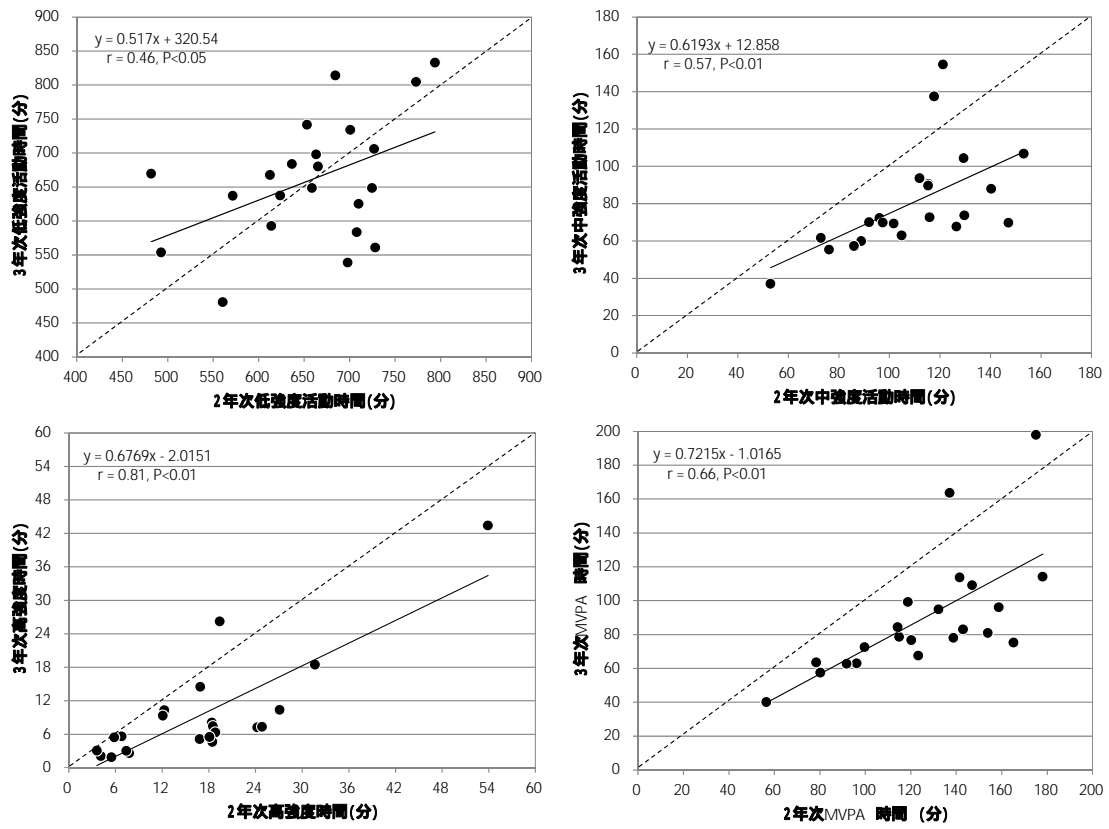 900
850
800
750
700
650
600
550
500
450
400
y = 0.517x + 320.54
r = 0.46, P<0.05
3年次低強度活動時間(分)
400 450 500 550 600 650 700 750 800 850 900
2年次低強度活動時間(分)
180
160
140
120
100
80
60
40
20
0
y = 0.6193x + 12.858
r = 0.57, P<0.01
3年次中強度活動時間(分)
0 20 40 60 80 100 120 140 160 180
2年次中強度活動時間(分)
60
54
48
42
36
30
24
18
12
6
0
y = 0.6769x - 2.0151
r = 0.81, P<0.01
3年次高強度時間(分)
0 6 12 18 24 30 36 42 48 54 60
2年次高強度時間(分)
200
180
160
140
120
100
80
60
40
20
0
y = 0.7215x - 1.0165
r = 0.66, P<0.01
3年次MVPA 時間(分)
0 20 40 60 80 100 120 140 160 180 200
2年次MVPA 時間 (分)